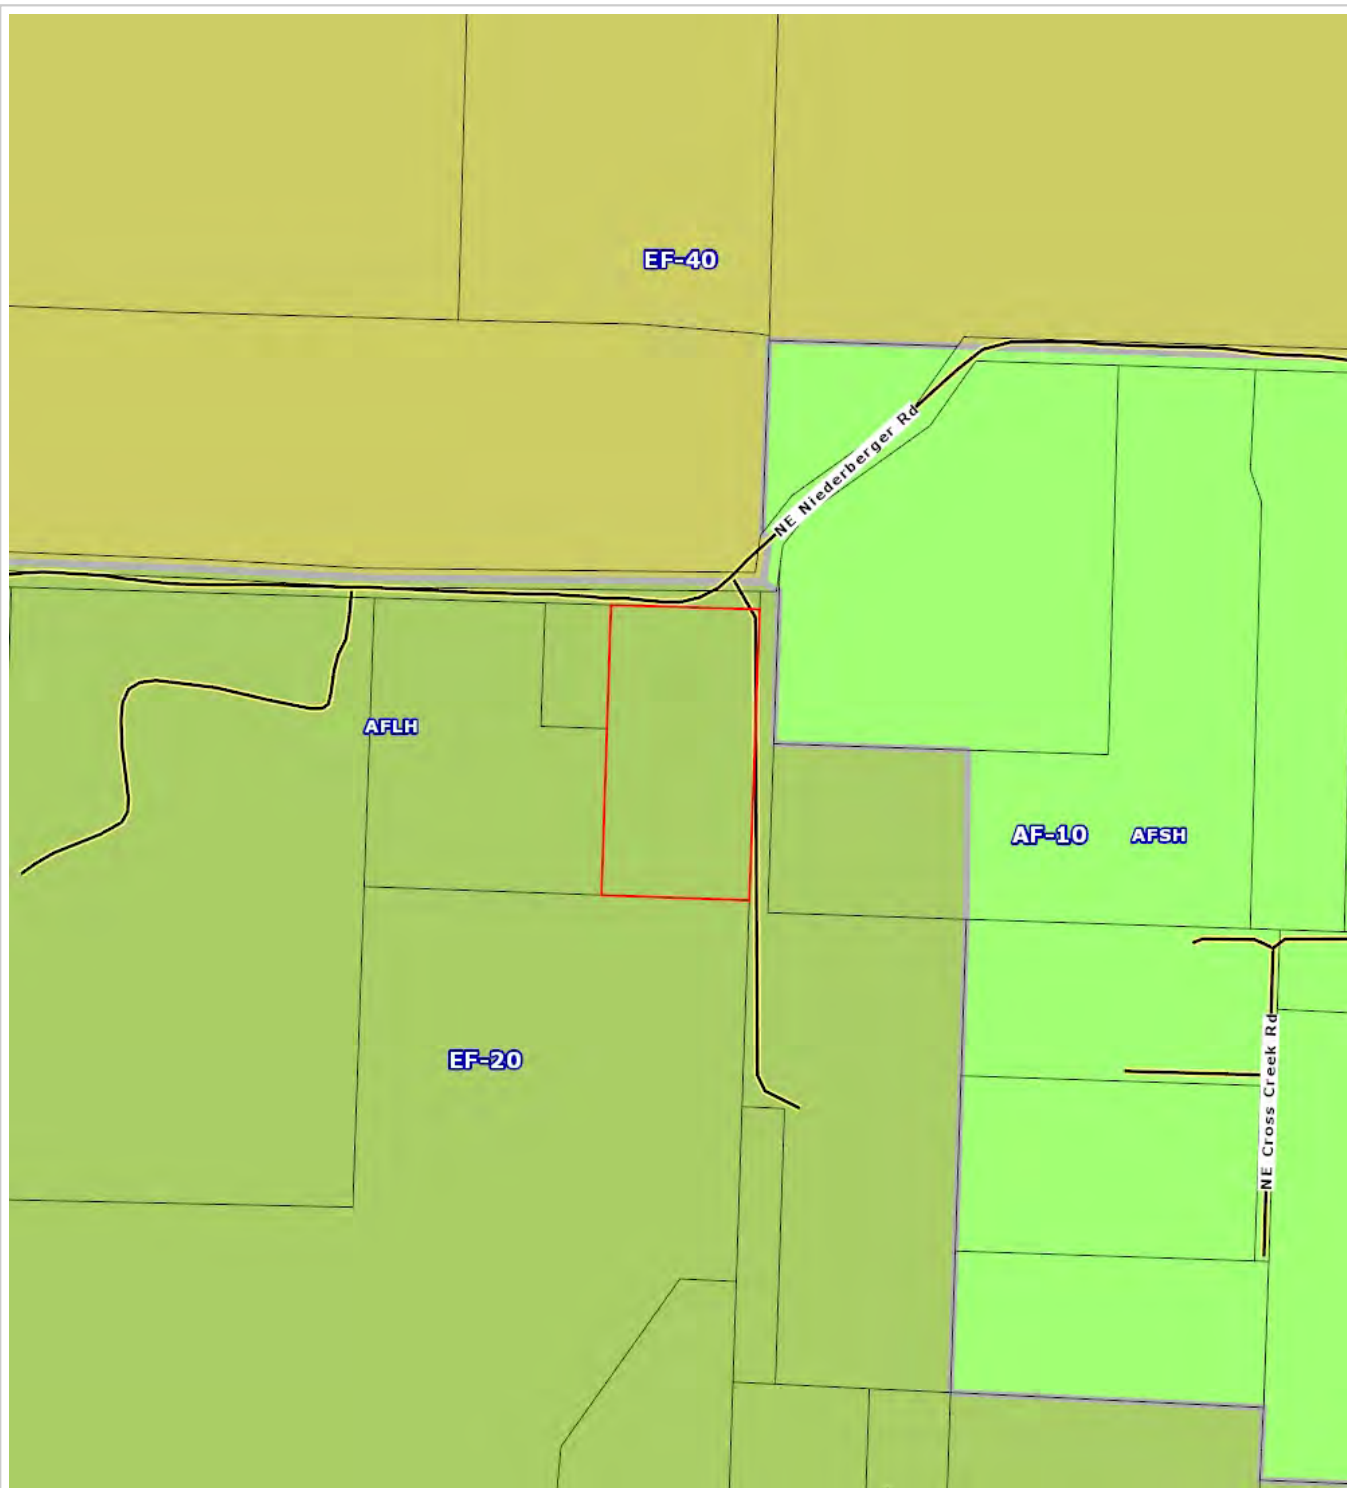 EF-40
NE Niederberger Rd
AFLH
AF-10
AFSH
EF-20
NE Cross Creek Rd